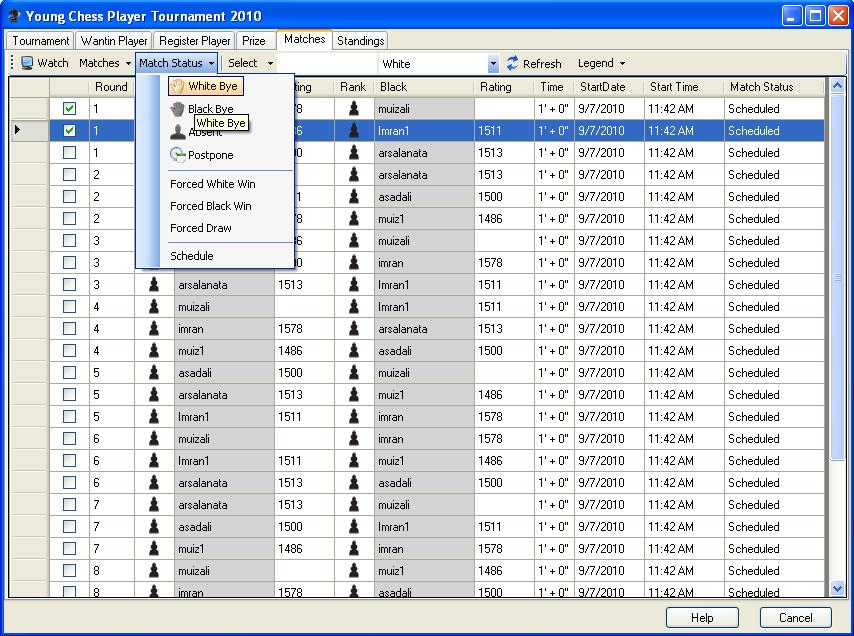 Young Chess Player Tournament 2010
Tournament Wantin Player Register Player Prize Matches Standings
Watch Matches Match Status Select White Refresh Legend
Round ting Rank Black Rating Time StartDate Start Time Match Status
White Bye
Black Bye
White Bye
Absent
Postpone
Forced White Win
Forced Black Win
Forced Draw
Schedule
1 78 muizali 1' + 0" 9/7/2010 11:42 AM Scheduled
1 86 Imran1 1511 1' + 0" 9/7/2010 11:42 AM Scheduled
1 00 arsalanata 1513 1' + 0" 9/7/2010 11:42 AM Scheduled
2 arsalanata 1513 1' + 0" 9/7/2010 11:42 AM Scheduled
2 1 asadali 1500 1' + 0" 9/7/2010 11:42 AM Scheduled
2 78 muiz1 1486 1' + 0" 9/7/2010 11:42 AM Scheduled
3 86 muizali 1' + 0" 9/7/2010 11:42 AM Scheduled
3 00 imran 1578 1' + 0" 9/7/2010 11:42 AM Scheduled
3 arsalanata 1513 Imran1 1511 1' + 0" 9/7/2010 11:42 AM Scheduled
4 muizali Imran1 1511 1' + 0" 9/7/2010 11:42 AM Scheduled
4 imran 1578 arsalanata 1513 1' + 0" 9/7/2010 11:42 AM Scheduled
4 muiz1 1486 asadali 1500 1' + 0" 9/7/2010 11:42 AM Scheduled
5 asadali 1500 muizali 1' + 0" 9/7/2010 11:42 AM Scheduled
5 arsalanata 1513 muiz1 1486 1' + 0" 9/7/2010 11:42 AM Scheduled
5 Imran1 1511 imran 1578 1' + 0" 9/7/2010 11:42 AM Scheduled
6 muizali imran 1578 1' + 0" 9/7/2010 11:42 AM Scheduled
6 Imran1 1511 muiz1 1486 1' + 0" 9/7/2010 11:42 AM Scheduled
6 arsalanata 1513 asadali 1500 1' + 0" 9/7/2010 11:42 AM Scheduled
7 arsalanata 1513 muizali 1' + 0" 9/7/2010 11:42 AM Scheduled
7 asadali 1500 Imran1 1511 1' + 0" 9/7/2010 11:42 AM Scheduled
7 muiz1 1486 imran 1578 1' + 0" 9/7/2010 11:42 AM Scheduled
8 muizali muiz1 1486 1' + 0" 9/7/2010 11:42 AM Scheduled
8 imran 1578 asadali 1500 1' + 0" 9/7/2010 11:42 AM Scheduled
Help Cancel